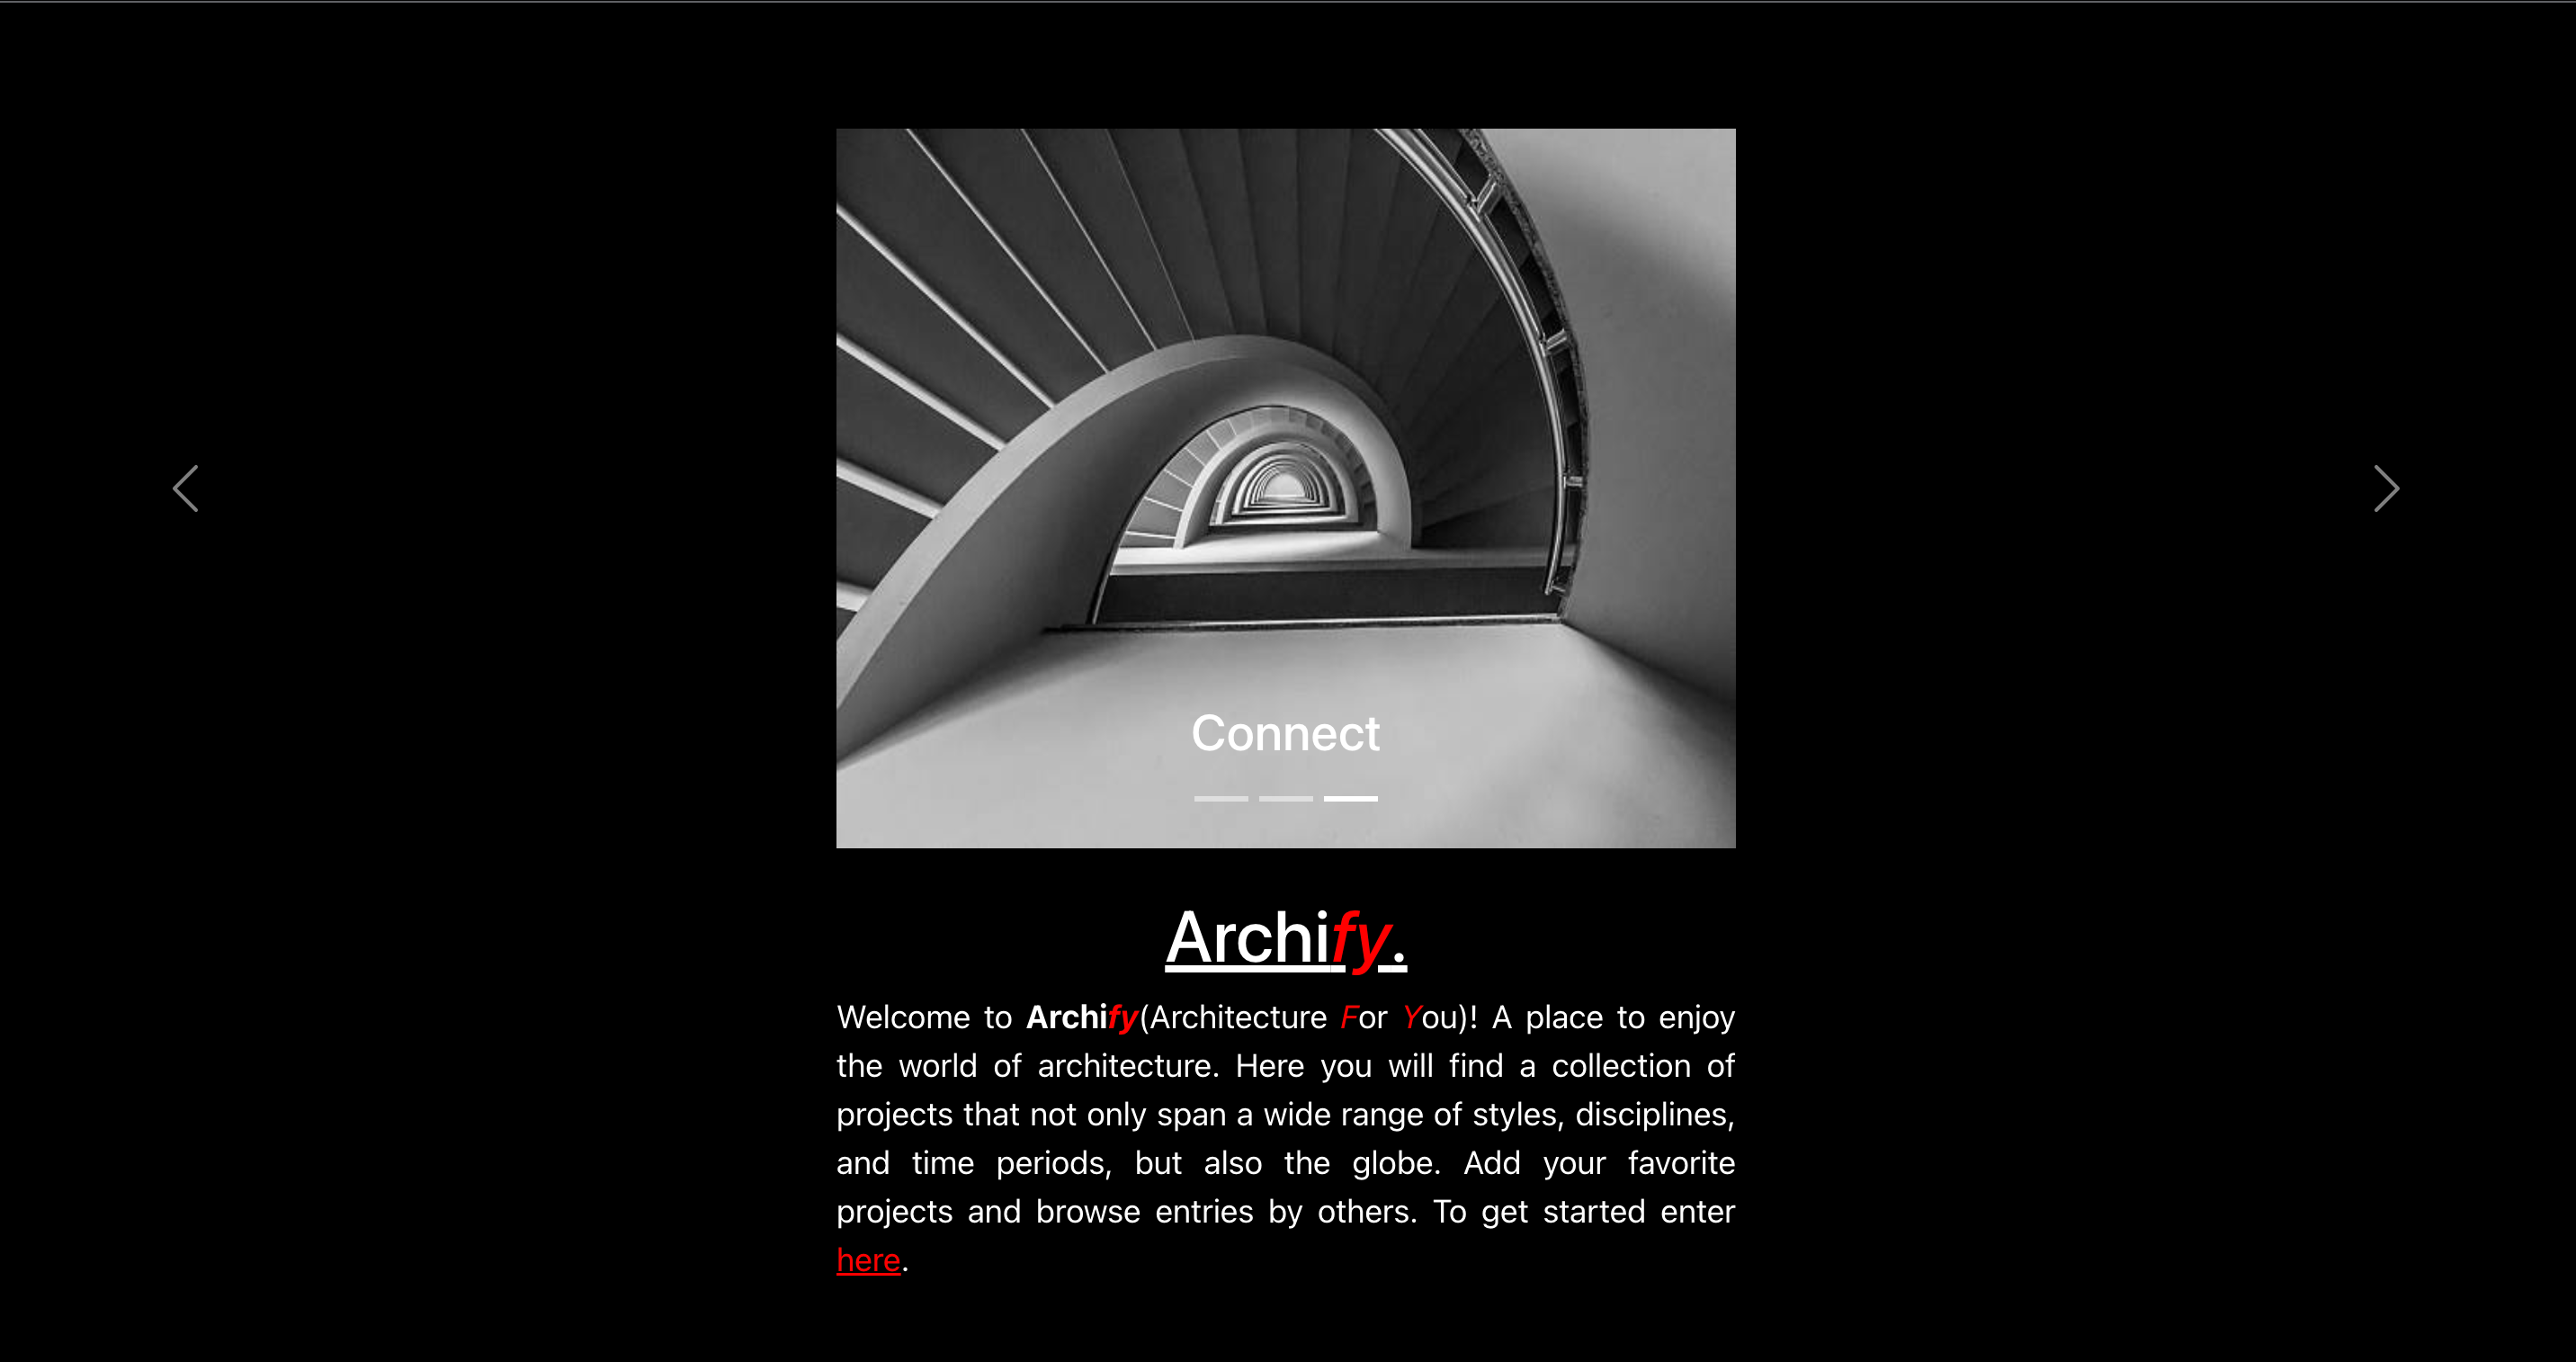 Connect
Archify.
Welcome to Archify(Architecture For You)! A place to enjoy
the world of architecture. Here you will find a collection of
projects that not only span a wide range of styles, disciplines,
and time periods, but also the globe. Add your favorite
projects and browse entries by others. To get started enter
here.